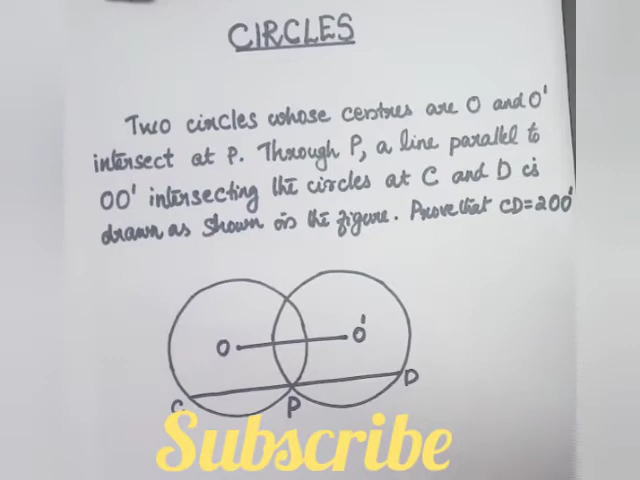 CIRCLES
Two circles whose centres are O and O'
intersect at P. Through P, a line parallel to
OO' intersecting the circles at C and D is
drawn as shown in the figure. Prove that CD=2OO'
O O'
C P D
Subscribe